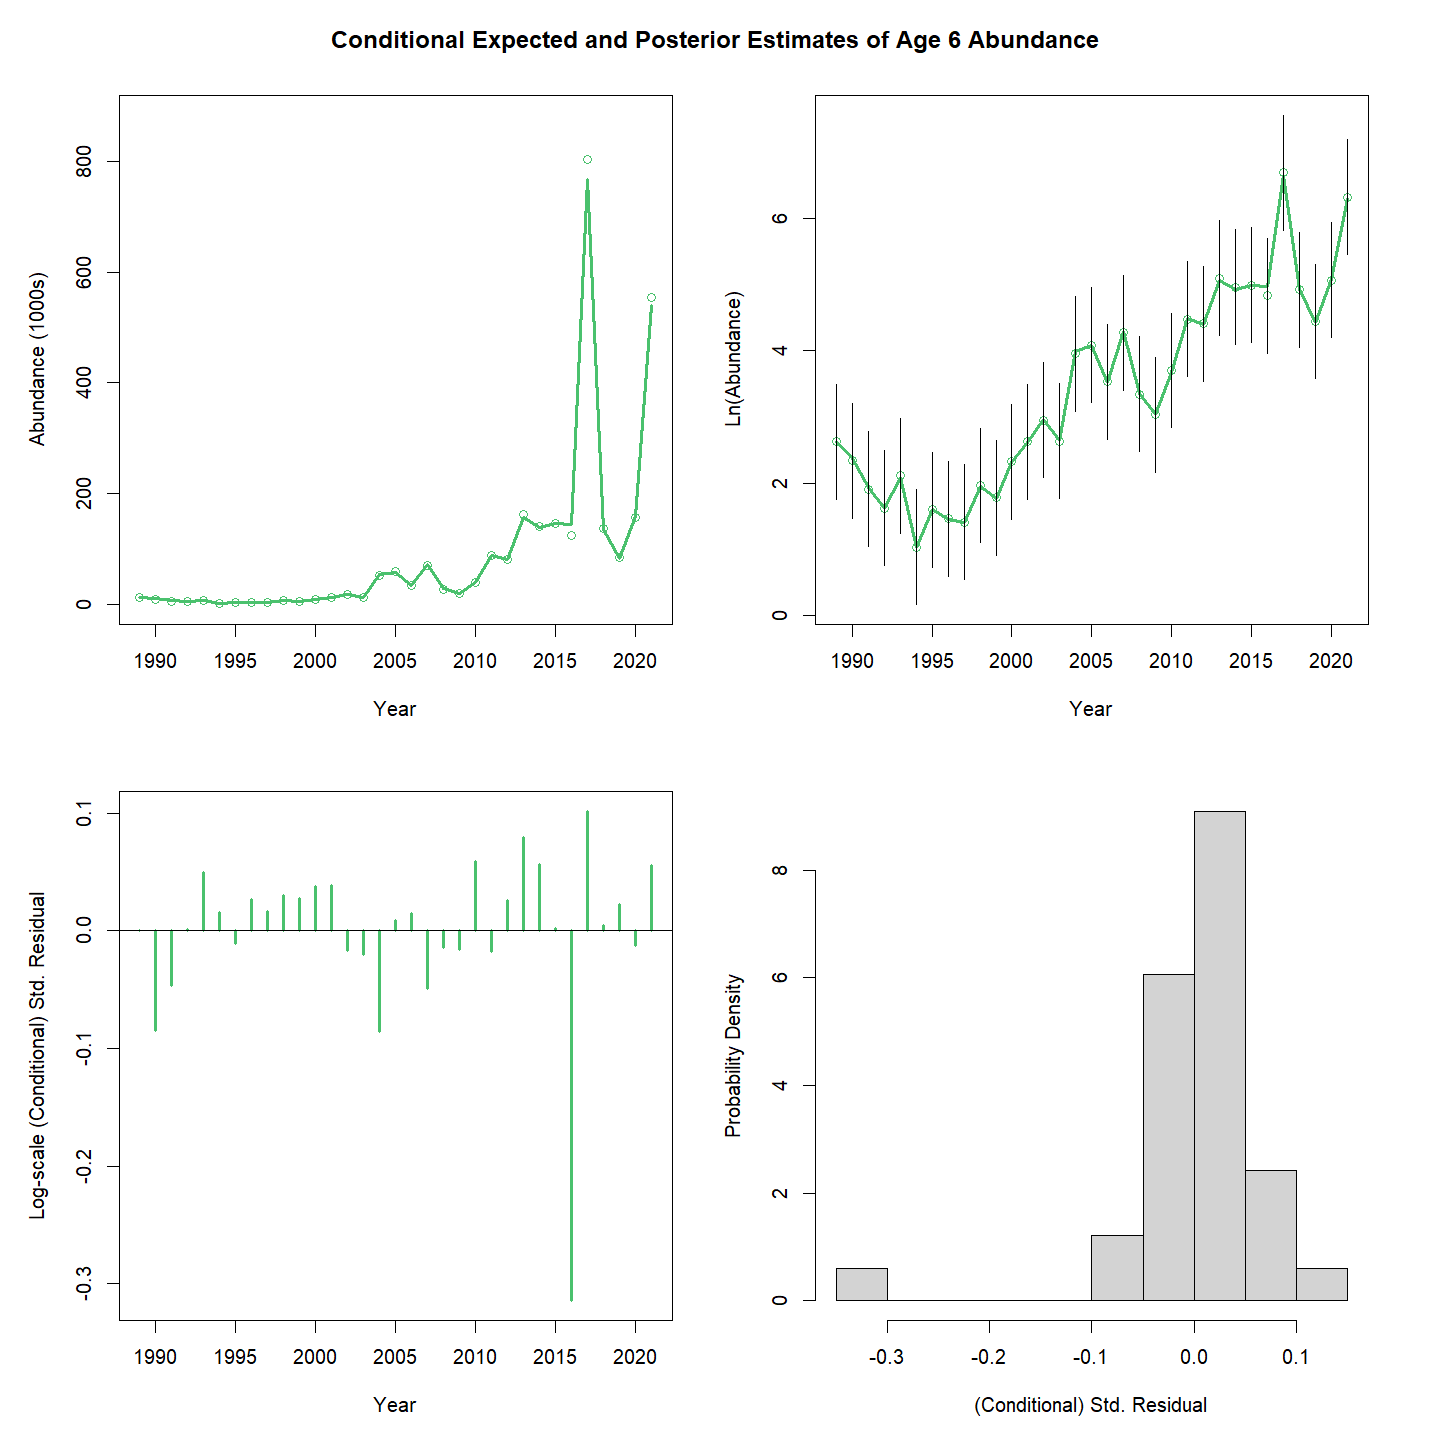 Conditional Expected and Posterior Estimates of Age 6 Abundance
Abundance (1000s)
800
600
400
200
0
1990 1995 2000 2005 2010 2015 2020
Year
Ln(Abundance)
6
4
2
0
1990 1995 2000 2005 2010 2015 2020
Year
Log-scale (Conditional) Std. Residual
0.1
0.0
-0.1
-0.2
-0.3
1990 1995 2000 2005 2010 2015 2020
Year
Probability Density
8
6
4
2
0
-0.3 -0.2 -0.1 0.0 0.1
(Conditional) Std. Residual